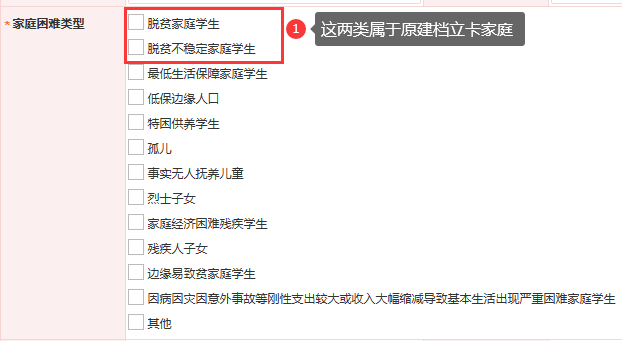 *家庭困难类型
脱贫家庭学生
1 这两类属于原建档立卡家庭
脱贫不稳定家庭学生
最低生活保障家庭学生
低保边缘人口
特困供养学生
孤儿
事实无人抚养儿童
烈士子女
家庭经济困难残疾学生
残疾人子女
边缘易致贫家庭学生
因病因灾因意外事故等刚性支出较大或收入大幅缩减导致基本生活出现严重困难家庭学生
其他